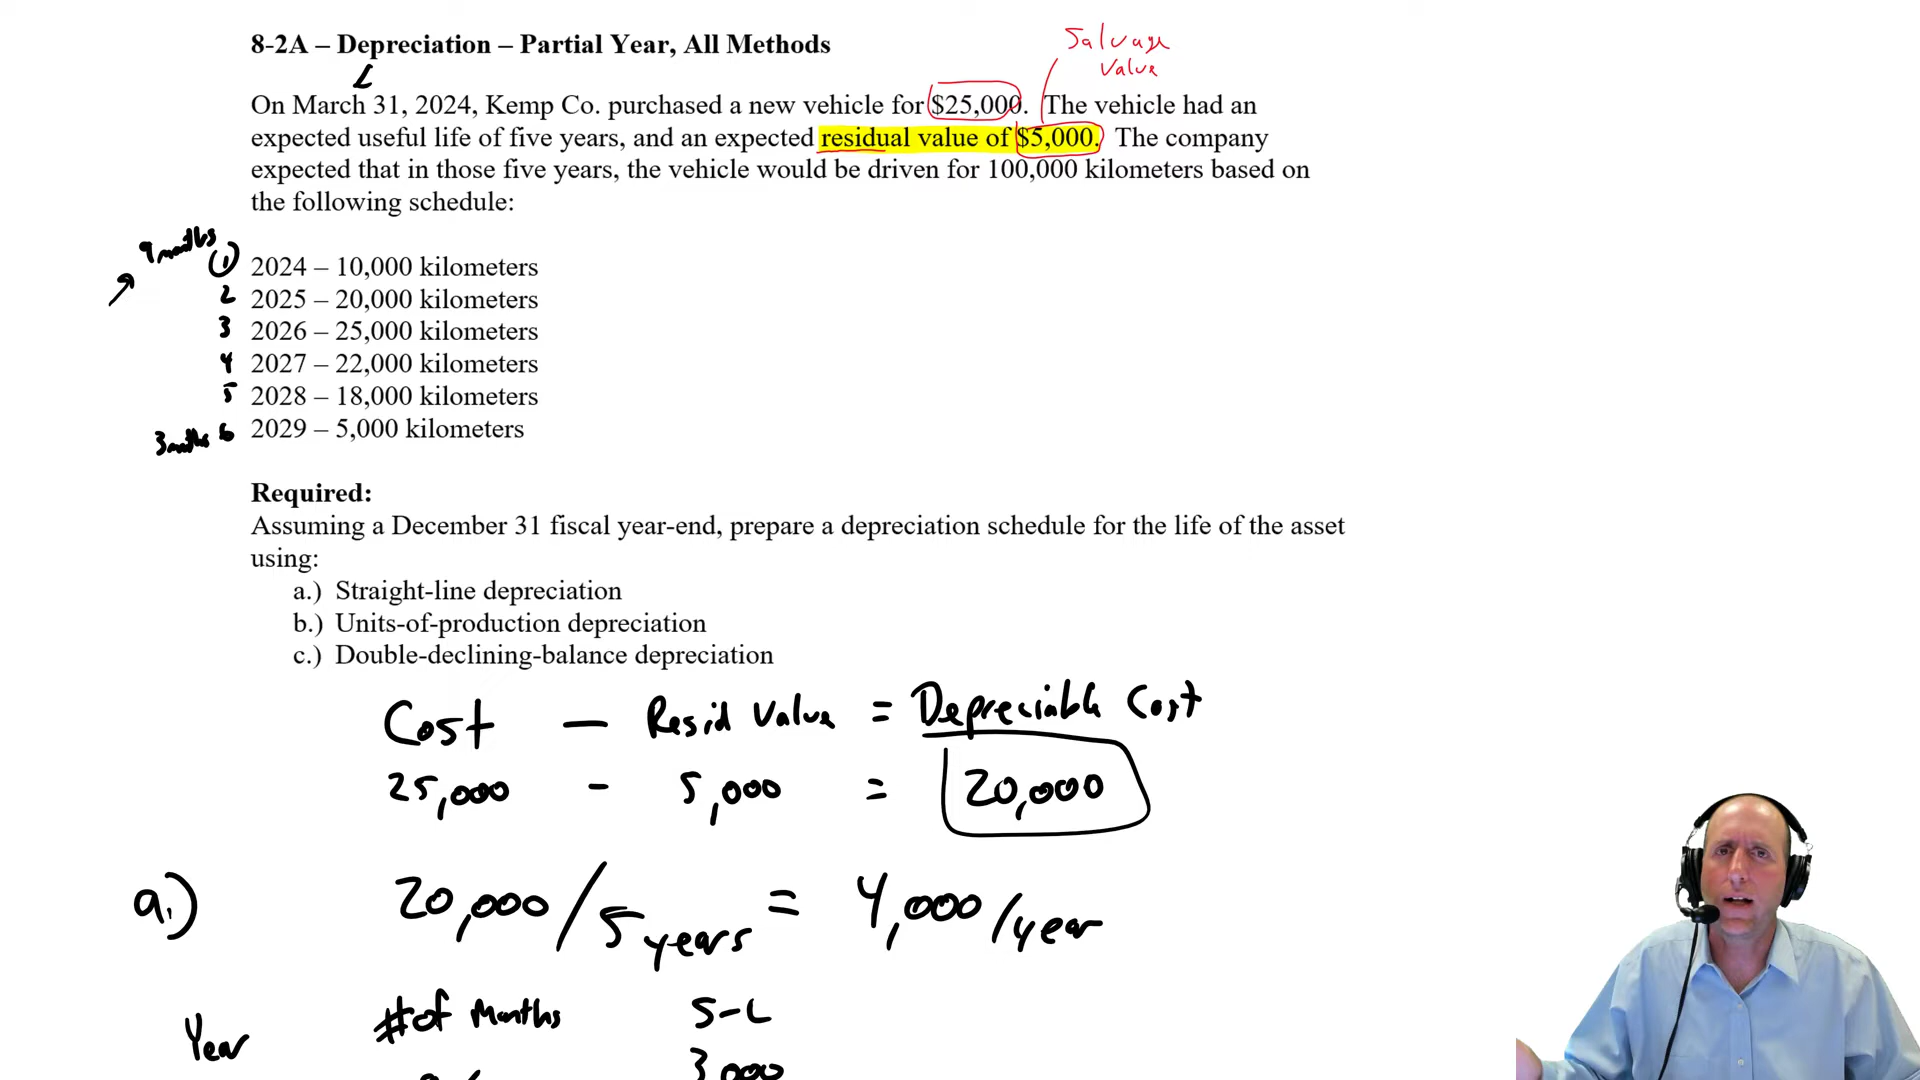 8-2A – Depreciation – Partial Year, All Methods
Salvage
Value
On March 31, 2024, Kemp Co. purchased a new vehicle for $25,000. The vehicle had an
expected useful life of five years, and an expected residual value of $5,000. The company
expected that in those five years, the vehicle would be driven for 100,000 kilometers based on
the following schedule:
9 months
1 2024 – 10,000 kilometers
2 2025 – 20,000 kilometers
3 2026 – 25,000 kilometers
4 2027 – 22,000 kilometers
5 2028 – 18,000 kilometers
3 months 6 2029 – 5,000 kilometers
Required:
Assuming a December 31 fiscal year-end, prepare a depreciation schedule for the life of the asset
using:
a.) Straight-line depreciation
b.) Units-of-production depreciation
c.) Double-declining-balance depreciation
Cost – Resid Value = Depreciable Cost
25,000 - 5,000 = 20,000
a.) 20,000 / 5 years = 4,000 / year
Year # of Months S-L
3,000